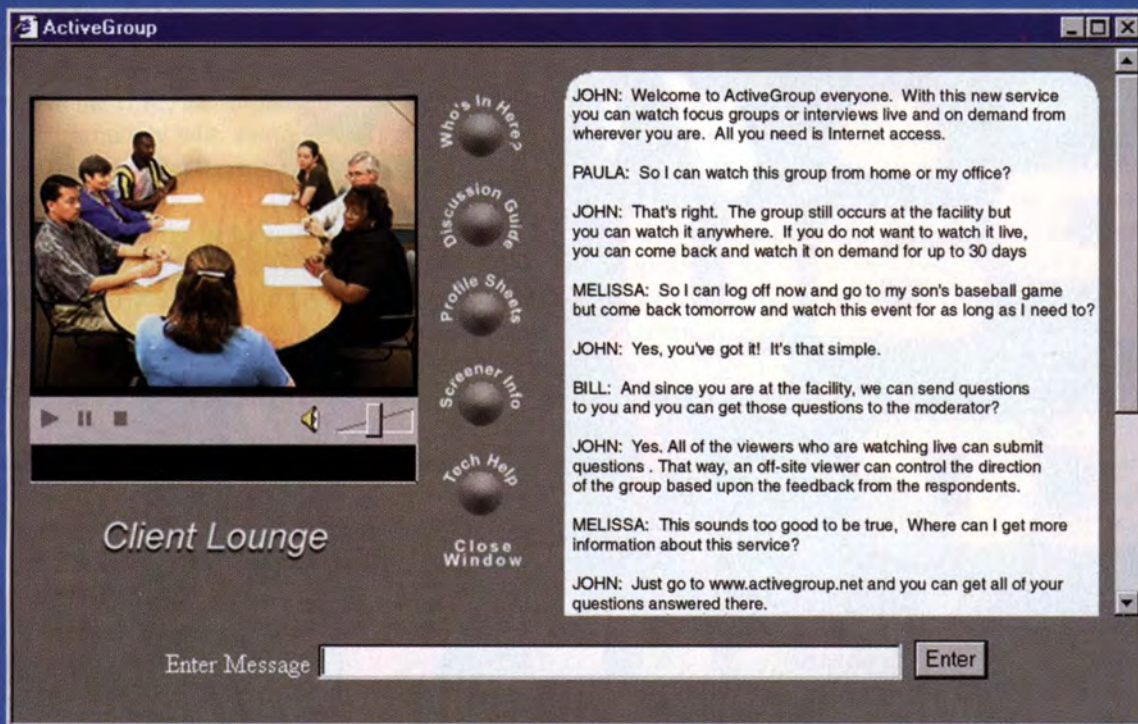 ActiveGroup
Who's In Here?
Discussion Guide
Profile Sheets
Screener Info
Tech Help
Close
Window
Client Lounge
JOHN: Welcome to ActiveGroup everyone. With this new service
you can watch focus groups or interviews live and on demand from
wherever you are. All you need is Internet access.
PAULA: So I can watch this group from home or my office?
JOHN: That's right. The group still occurs at the facility but
you can watch it anywhere. If you do not want to watch it live,
you can come back and watch it on demand for up to 30 days
MELISSA: So I can log off now and go to my son's baseball game
but come back tomorrow and watch this event for as long as I need to?
JOHN: Yes, you've got it! It's that simple.
BILL: And since you are at the facility, we can send questions
to you and you can get those questions to the moderator?
JOHN: Yes. All of the viewers who are watching live can submit
questions . That way, an off-site viewer can control the direction
of the group based upon the feedback from the respondents.
MELISSA: This sounds too good to be true, Where can I get more
information about this service?
JOHN: Just go to www.activegroup.net and you can get all of your
questions answered there.
Enter Message
Enter